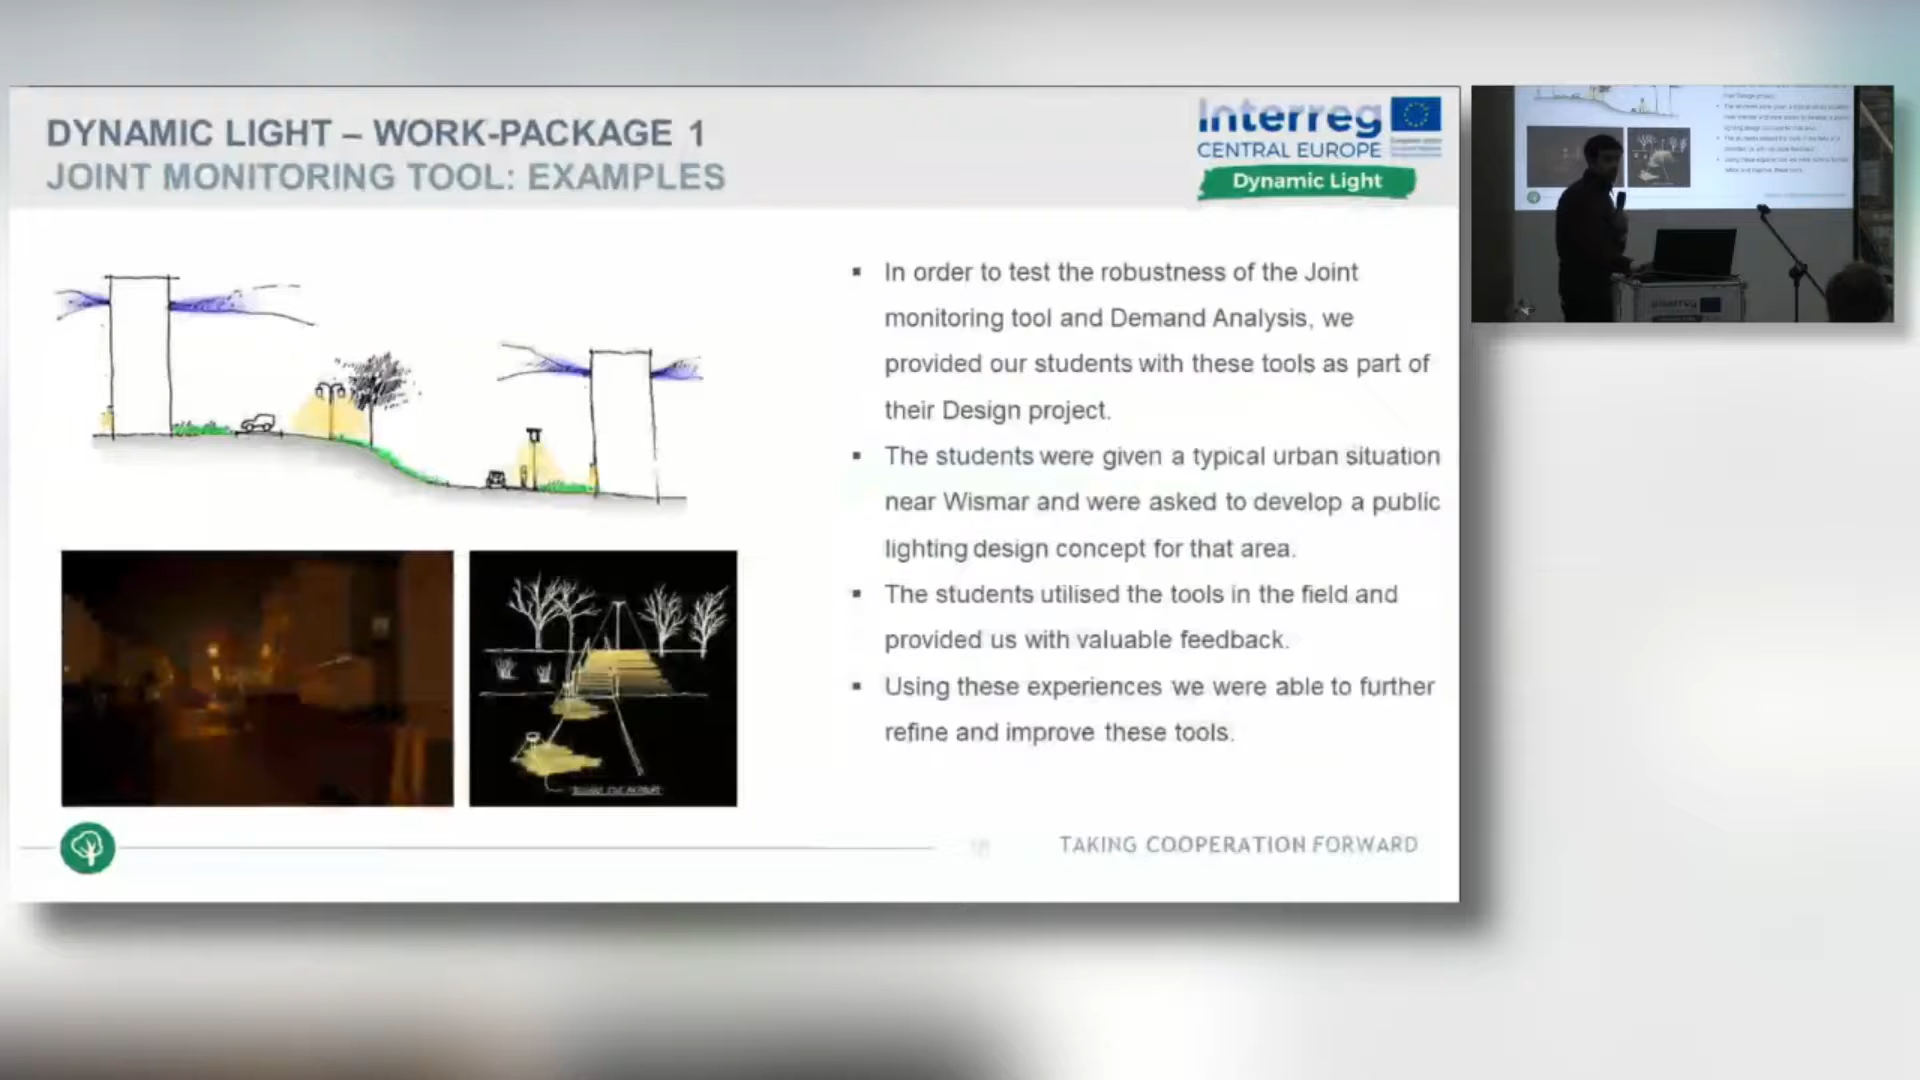 DYNAMIC LIGHT – WORK-PACKAGE 1
JOINT MONITORING TOOL: EXAMPLES
Interreg
CENTRAL EUROPE
Dynamic Light
▪ In order to test the robustness of the Joint
monitoring tool and Demand Analysis, we
provided our students with these tools as part of
their Design project.
▪ The students were given a typical urban situation
near Wismar and were asked to develop a public
lighting design concept for that area.
▪ The students utilised the tools in the field and
provided us with valuable feedback.
▪ Using these experiences we were able to further
refine and improve these tools.
TAKING COOPERATION FORWARD
Interreg